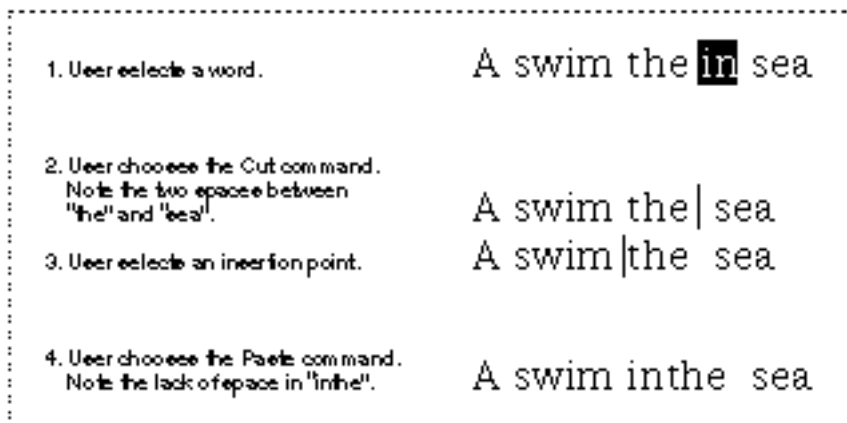 1. User selects a word.
A swim the in sea
2. User chooses the Cut command.
Note the two spaces between
"the" and "sea".
A swim the| sea
3. User selects an insertion point.
A swim |the  sea
4. User chooses the Paste command.
Note the lack of space in "inthe".
A swim inthe  sea